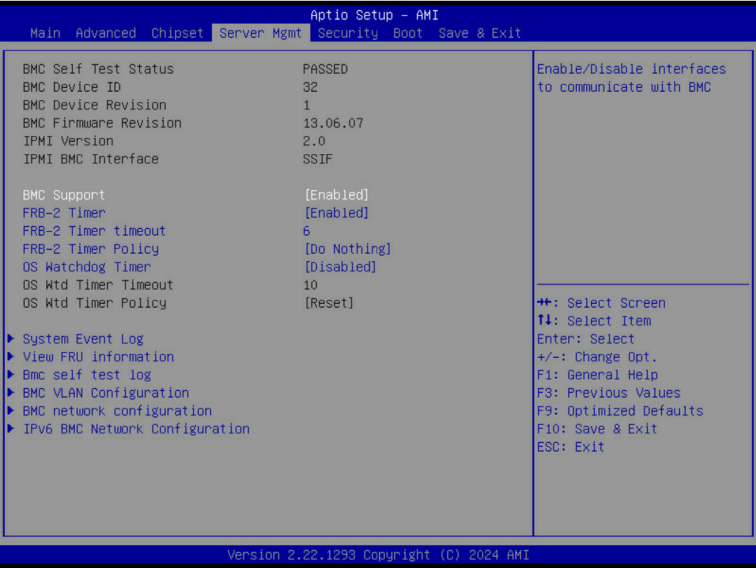 Aptio Setup - AMI
Main Advanced Chipset Server Mgmt Security Boot Save & Exit
BMC Self Test Status PASSED
BMC Device ID 32
BMC Device Revision 1
BMC Firmware Revision 13.06.07
IPMI Version 2.0
IPMI BMC Interface SSIF
BMC Support [Enabled]
FRB-2 Timer [Enabled]
FRB-2 Timer timeout 6
FRB-2 Timer Policy [Do Nothing]
OS Watchdog Timer [Disabled]
OS Wtd Timer Timeout 10
OS Wtd Timer Policy [Reset]
System Event Log
View FRU information
Bmc self test log
BMC VLAN Configuration
BMC network configuration
IPv6 BMC Network Configuration
Enable/Disable interfaces
to communicate with BMC
→←: Select Screen
↑↓: Select Item
Enter: Select
+/-: Change Opt.
F1: General Help
F3: Previous Values
F9: Optimized Defaults
F10: Save & Exit
ESC: Exit
Version 2.22.1293 Copyright (C) 2024 AMI